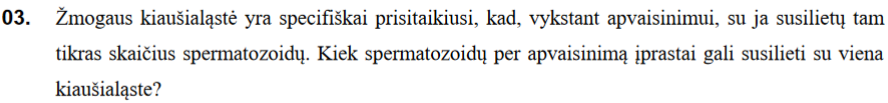 03. Žmogaus kiaušialąstė yra specifiškai prisitaikiusi, kad, vykstant apvaisinimui, su ja susilietų tam
tikras skaičius spermatozoidų. Kiek spermatozoidų per apvaisinimą įprastai gali susilieti su viena
kiaušialąste?